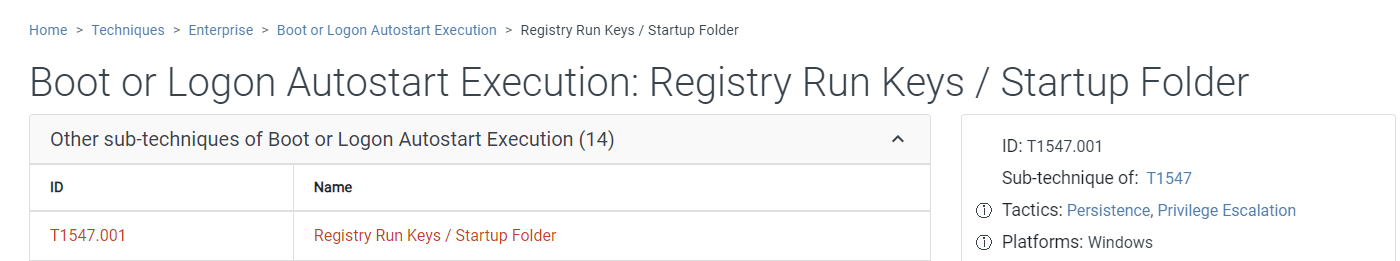 Home > Techniques > Enterprise > Boot or Logon Autostart Execution > Registry Run Keys / Startup Folder
Boot or Logon Autostart Execution: Registry Run Keys / Startup Folder
Other sub-techniques of Boot or Logon Autostart Execution (14)
ID Name
T1547.001 Registry Run Keys / Startup Folder
ID: T1547.001
Sub-technique of: T1547
Tactics: Persistence, Privilege Escalation
Platforms: Windows